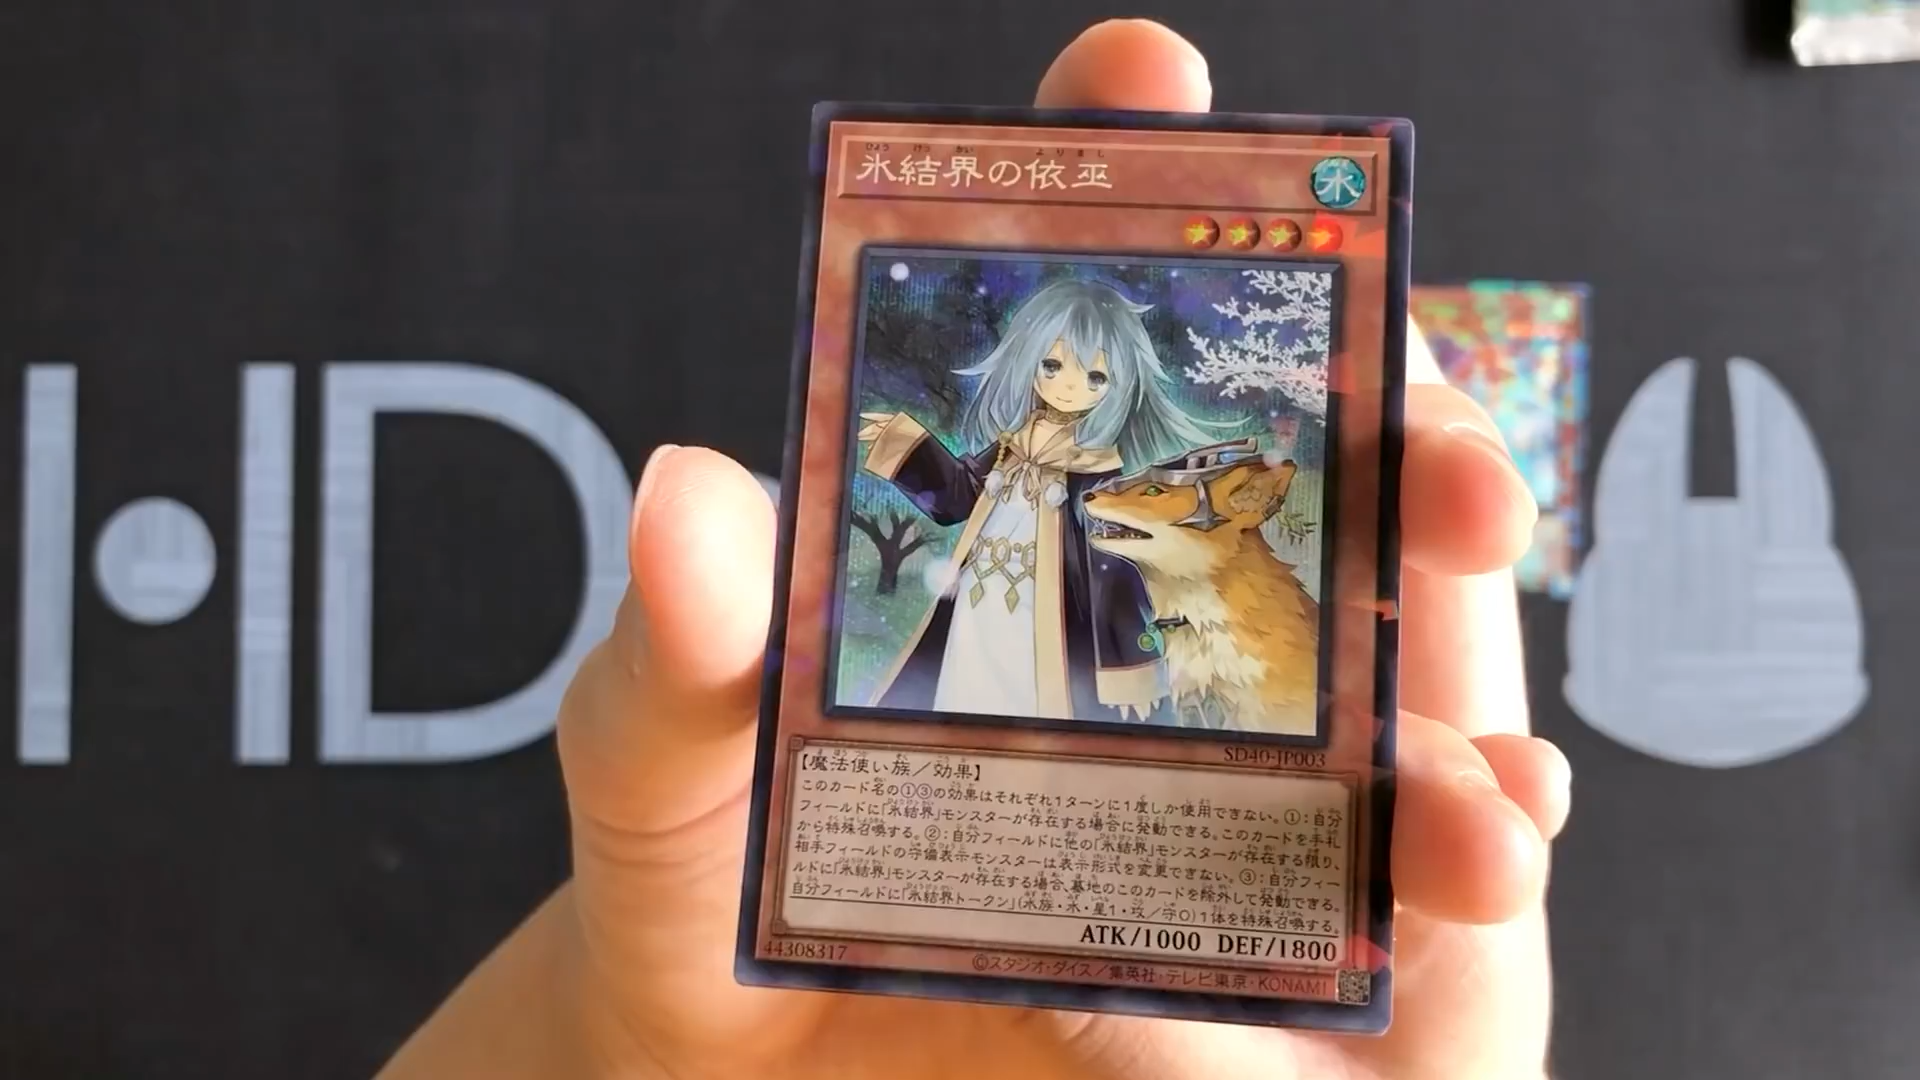 氷結界の依巫
水
SD40-JP003
【魔法使い族／効果】
このカード名の①③の効果はそれぞれ1ターンに1度しか使用できない。①：自分
フィールドに「氷結界」モンスターが存在する場合に発動できる。このカードを手札
から特殊召喚する。②：自分フィールドに他の「氷結界」モンスターが存在する限り、
相手フィールドの守備表示モンスターは表示形式を変更できない。③：自分フィー
ルドに「氷結界」モンスターが存在する場合、墓地のこのカードを除外して発動できる。
自分フィールドに「氷結界トークン」(水族・水・星1・攻／守0)1体を特殊召喚する。
ATK/1000 DEF/1800
44308317
©スタジオ・ダイス／集英社・テレビ東京・KONAMI